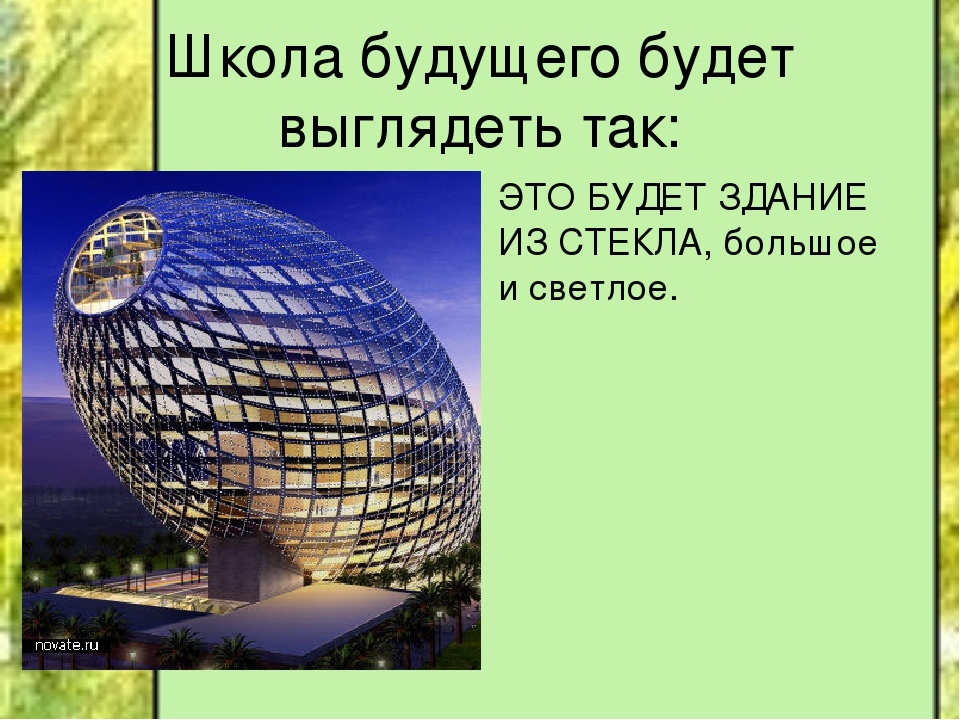 Школа будущего будет
выглядеть так:
ЭТО БУДЕТ ЗДАНИЕ
ИЗ СТЕКЛА, большое
и светлое.
novate.ru